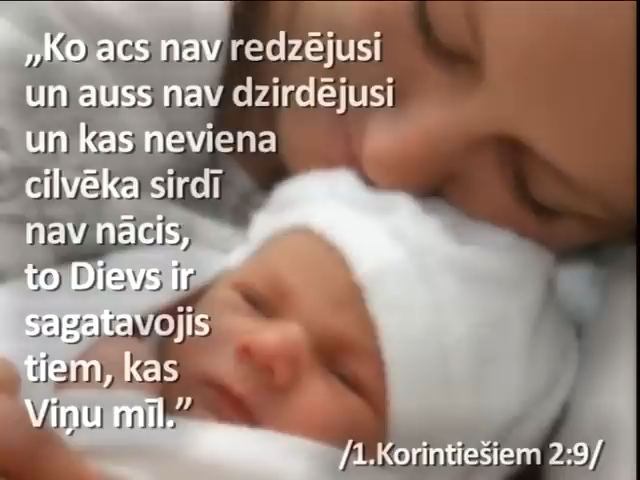 „Ko acs nav redzējusi
un auss nav dzirdējusi
un kas neviena
cilvēka sirdī
nav nācis,
to Dievs ir
sagatavojis
tiem, kas
Viņu mīl.”
/1.Korintiešiem 2:9/